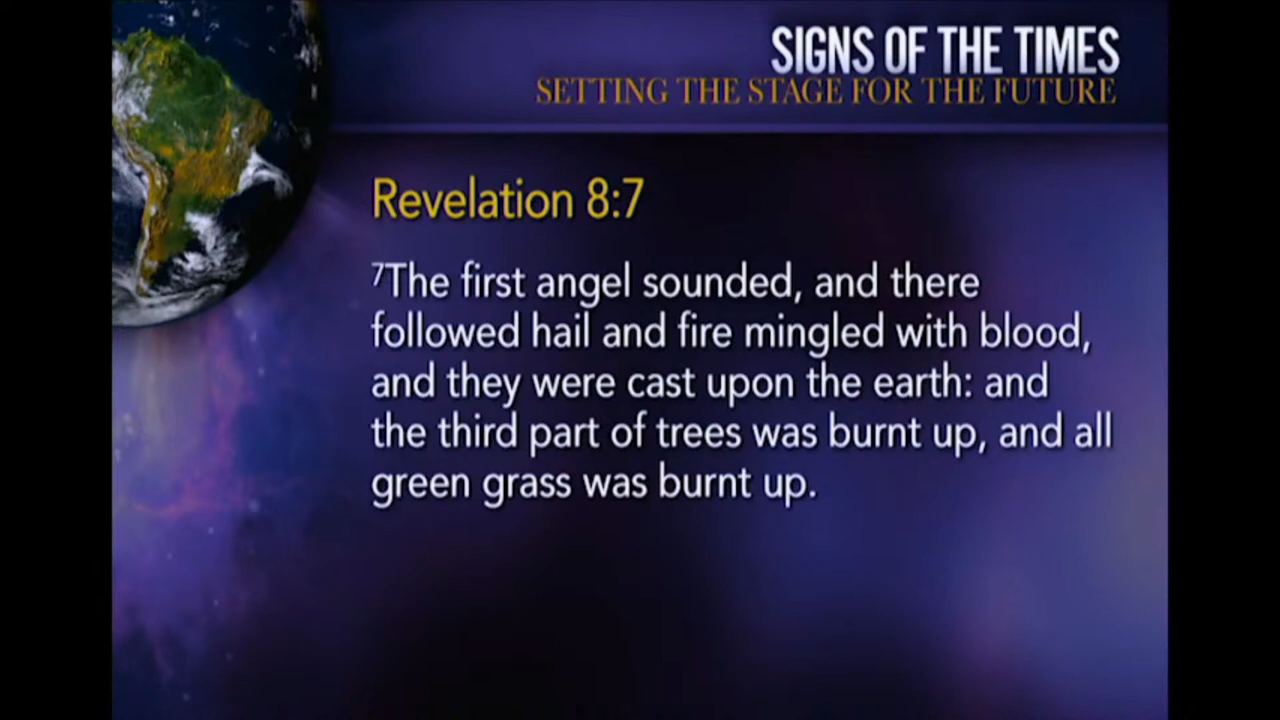 SIGNS OF THE TIMES
SETTING THE STAGE FOR THE FUTURE
Revelation 8:7
⁷The first angel sounded, and there
followed hail and fire mingled with blood,
and they were cast upon the earth: and
the third part of trees was burnt up, and all
green grass was burnt up.